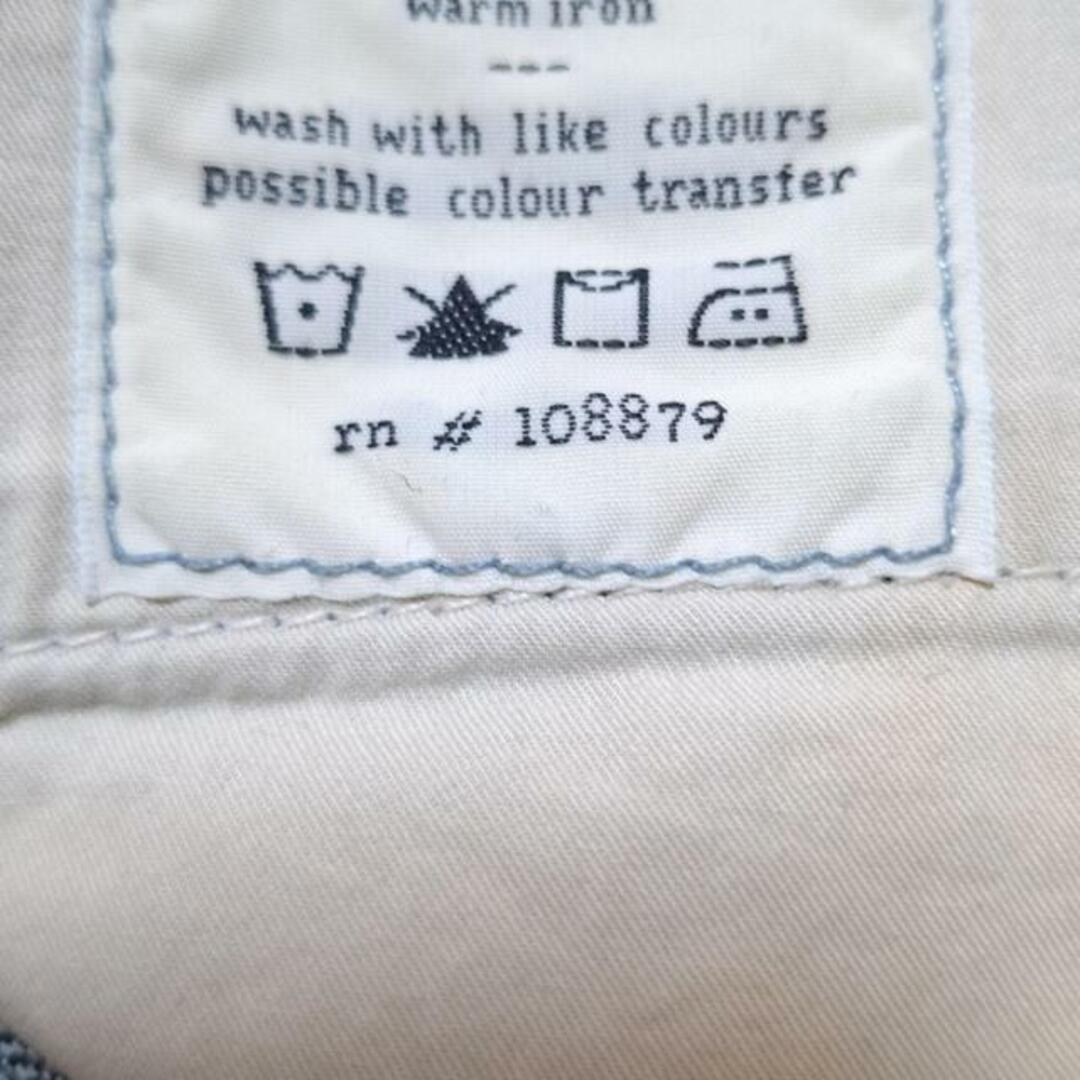 warm iron
---
wash with like colours
possible colour transfer
rn # 108879